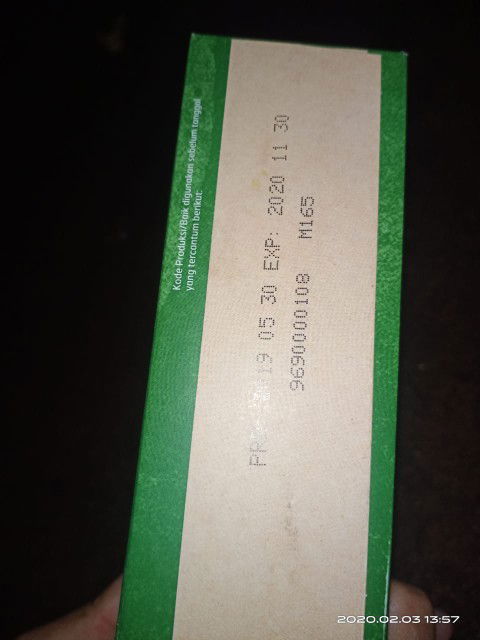 Kode Produksi/Baik digunakan sebelum tanggal
yang tercantum berikut:
19 05 30 EXP: 2020 11 30
9690000108 M165
2020.02.03 13:57